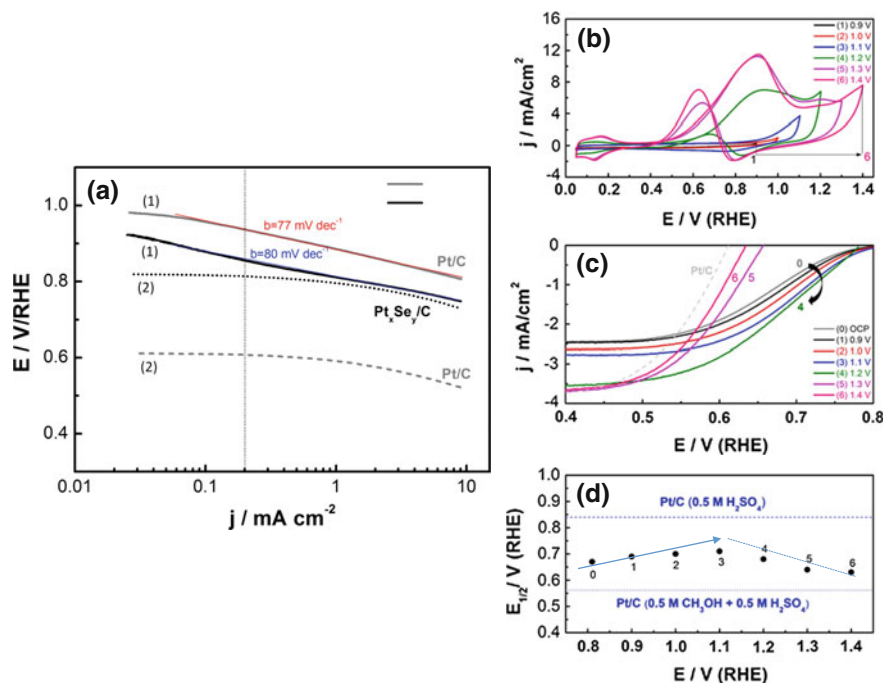 (a)
E / V/RHE
1.0
0.8
0.6
0.4
(1)
b=77 mV dec⁻¹
Pt/C
(1)
b=80 mV dec⁻¹
(2)
PtₓSeᵧ/C
(2)
Pt/C
0.01 0.1 1 10
j / mA cm⁻²
(b)
j / mA/cm²
16
12
8
4
0
-4
(1) 0.9 V
(2) 1.0 V
(3) 1.1 V
(4) 1.2 V
(5) 1.3 V
(6) 1.4 V
1 6
0.0 0.2 0.4 0.6 0.8 1.0 1.2 1.4
E / V (RHE)
(c)
j / mA/cm²
0
-1
-2
-3
-4
Pt/C
6 5
0
4
(0) OCP
(1) 0.9 V
(2) 1.0 V
(3) 1.1 V
(4) 1.2 V
(5) 1.3 V
(6) 1.4 V
0.4 0.5 0.6 0.7 0.8
E / V (RHE)
(d)
E₁/₂/ V (RHE)
1.0
0.9
0.8
0.7
0.6
0.5
0.4
Pt/C (0.5 M H₂SO₄)
0 1 2 3 4 5 6
Pt/C (0.5 M CH₃OH + 0.5 M H₂SO₄)
0.8 0.9 1.0 1.1 1.2 1.3 1.4
E / V (RHE)